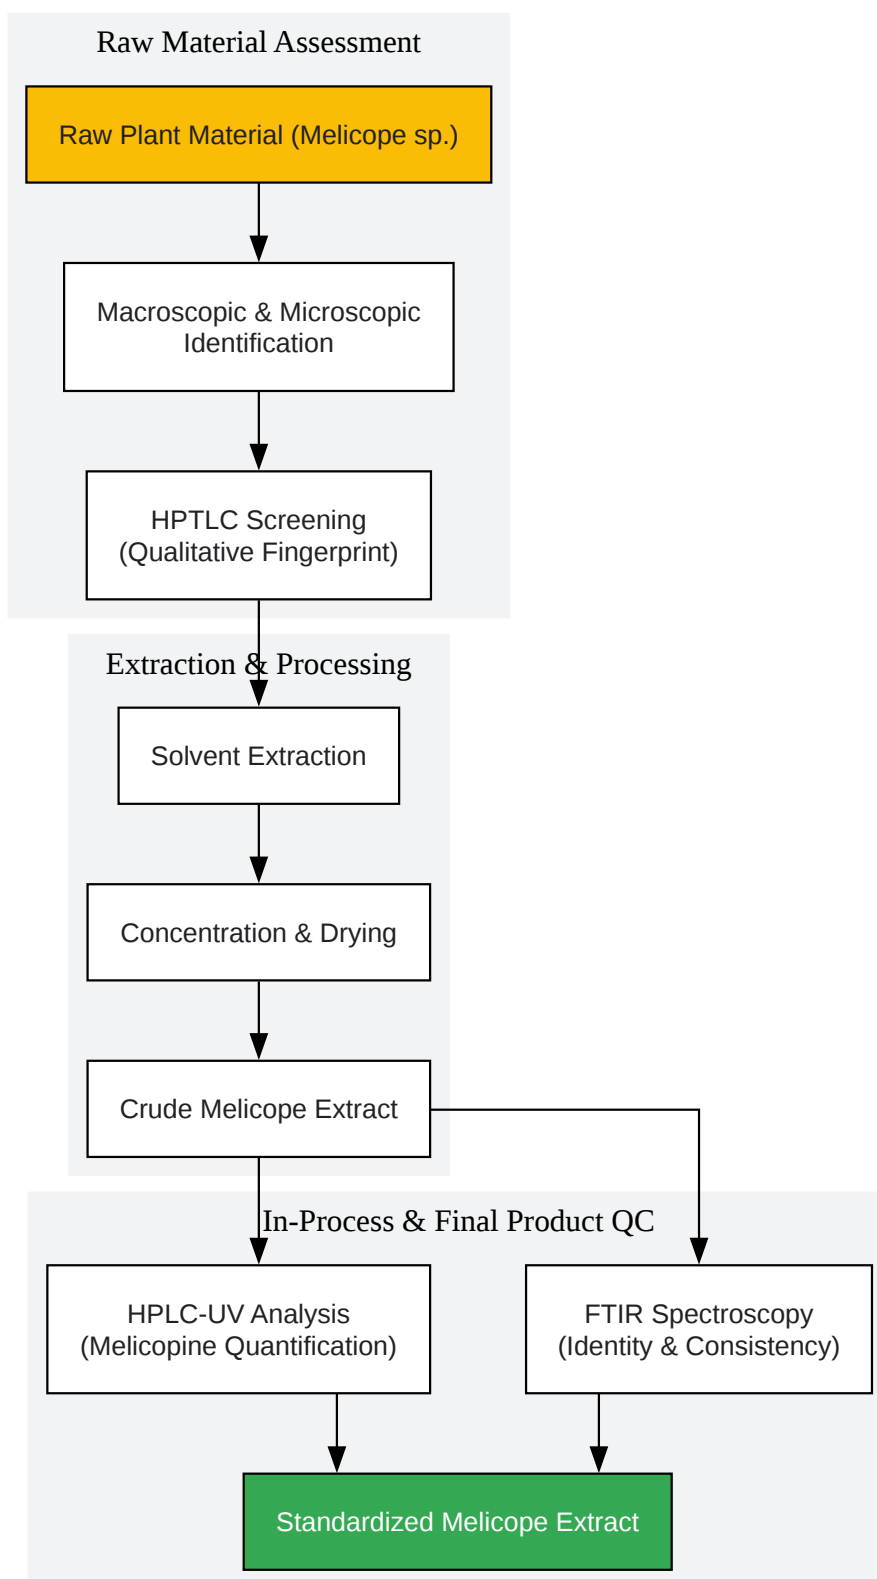 Raw Material Assessment
Raw Plant Material (Melicope sp.)
Macroscopic & Microscopic
Identification
HPTLC Screening
(Qualitative Fingerprint)
Extraction & Processing
Solvent Extraction
Concentration & Drying
Crude Melicope Extract
In-Process & Final Product QC
HPLC-UV Analysis
(Melicopine Quantification)
FTIR Spectroscopy
(Identity & Consistency)
Standardized Melicope Extract